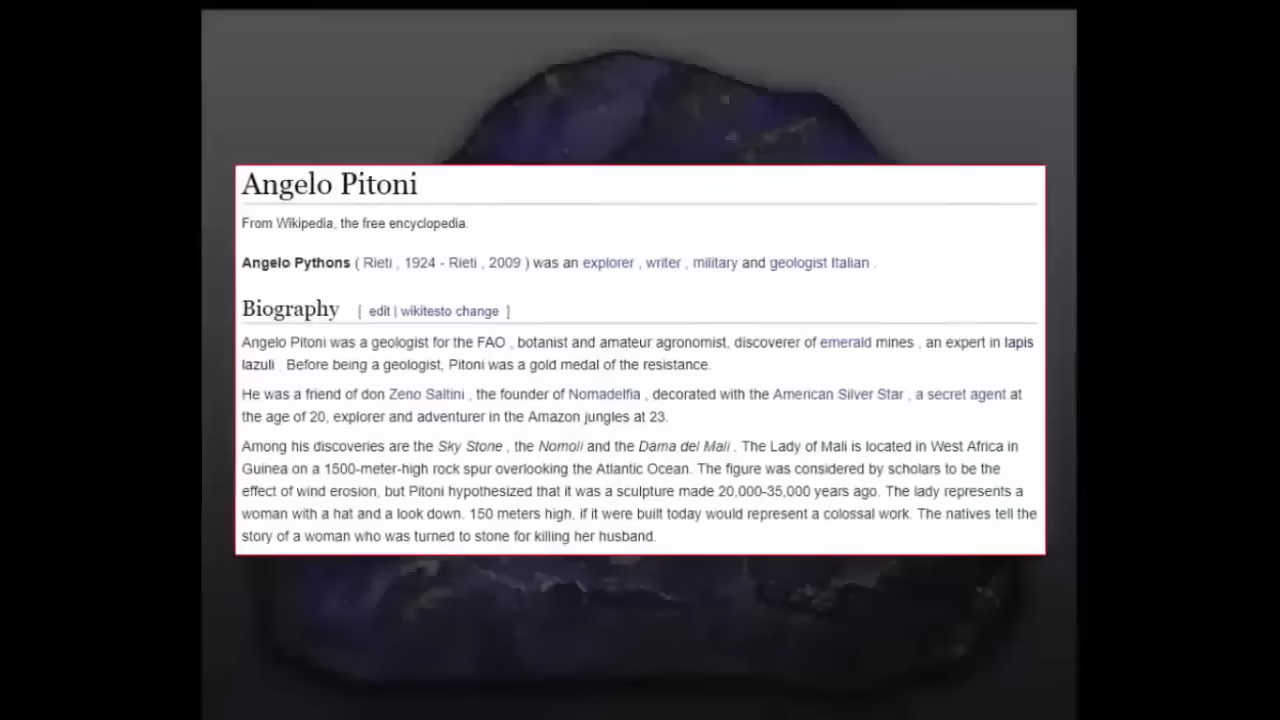 Angelo Pitoni
From Wikipedia, the free encyclopedia.
Angelo Pythons ( Rieti , 1924 - Rieti , 2009 ) was an explorer , writer , military and geologist Italian .
Biography [ edit | wikitesto change ]
Angelo Pitoni was a geologist for the FAO , botanist and amateur agronomist, discoverer of emerald mines , an expert in lapis
lazuli . Before being a geologist, Pitoni was a gold medal of the resistance.
He was a friend of don Zeno Saltini , the founder of Nomadelfia , decorated with the American Silver Star , a secret agent at
the age of 20, explorer and adventurer in the Amazon jungles at 23.
Among his discoveries are the Sky Stone , the Nomoli and the Dama del Mali . The Lady of Mali is located in West Africa in
Guinea on a 1500-meter-high rock spur overlooking the Atlantic Ocean. The figure was considered by scholars to be the
effect of wind erosion, but Pitoni hypothesized that it was a sculpture made 20,000-35,000 years ago. The lady represents a
woman with a hat and a look down. 150 meters high, if it were built today would represent a colossal work. The natives tell the
story of a woman who was turned to stone for killing her husband.